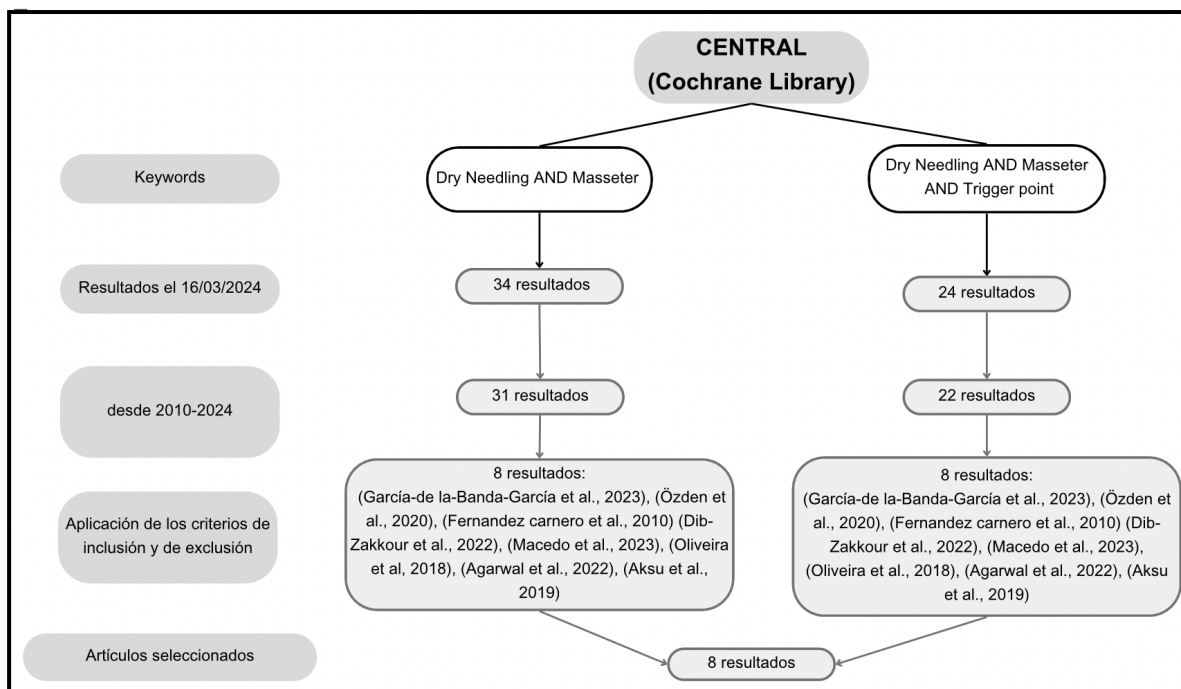 CENTRAL
(Cochrane Library)
Keywords
Dry Needling AND Masseter
Dry Needling AND Masseter
AND Trigger point
Resultados el 16/03/2024
34 resultados
24 resultados
desde 2010-2024
31 resultados
22 resultados
Aplicación de los criterios de
inclusión y de exclusión
8 resultados:
(García-de la-Banda-García et al., 2023), (Özden
et al., 2020), (Fernandez carnero et al., 2010) (Dib-
Zakkour et al., 2022), (Macedo et al., 2023), (Oliveira
et al, 2018), (Agarwal et al., 2022), (Aksu et al.,
2019)
8 resultados:
(García-de la-Banda-García et al., 2023), (Özden
et al., 2020), (Fernandez carnero et al., 2010) (Dib-
Zakkour et al., 2022), (Macedo et al., 2023),
(Oliveira et al., 2018), (Agarwal et al., 2022), (Aksu
et al., 2019)
Artículos seleccionados
8 resultados